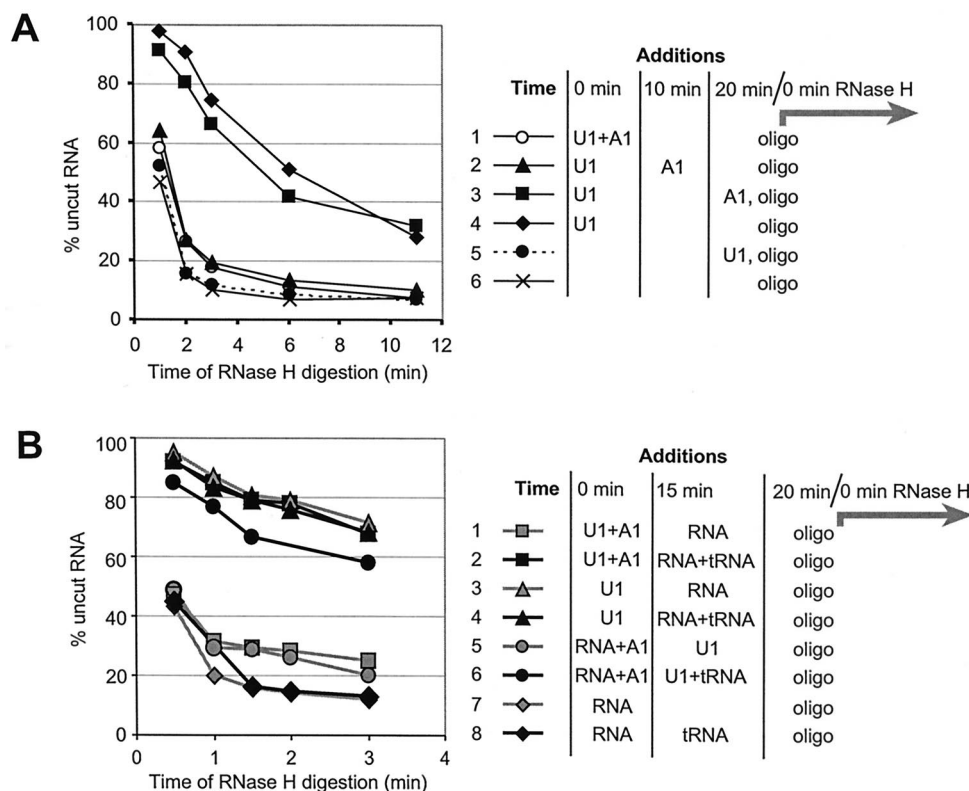 A
100
80
60
40
20
0
% uncut RNA
0 2 4 6 8 10 12
Time of RNase H digestion (min)
Additions
Time 0 min 10 min 20 min/0 min RNase H
1 U1+A1 oligo
2 U1 A1 oligo
3 U1 A1, oligo
4 U1 oligo
5 U1, oligo
6 oligo
B
100
80
60
40
20
0
% uncut RNA
0 1 2 3 4
Time of RNase H digestion (min)
Additions
Time 0 min 15 min 20 min/0 min RNase H
1 U1+A1 RNA oligo
2 U1+A1 RNA+tRNA oligo
3 U1 RNA oligo
4 U1 RNA+tRNA oligo
5 RNA+A1 U1 oligo
6 RNA+A1 U1+tRNA oligo
7 RNA oligo
8 RNA tRNA oligo